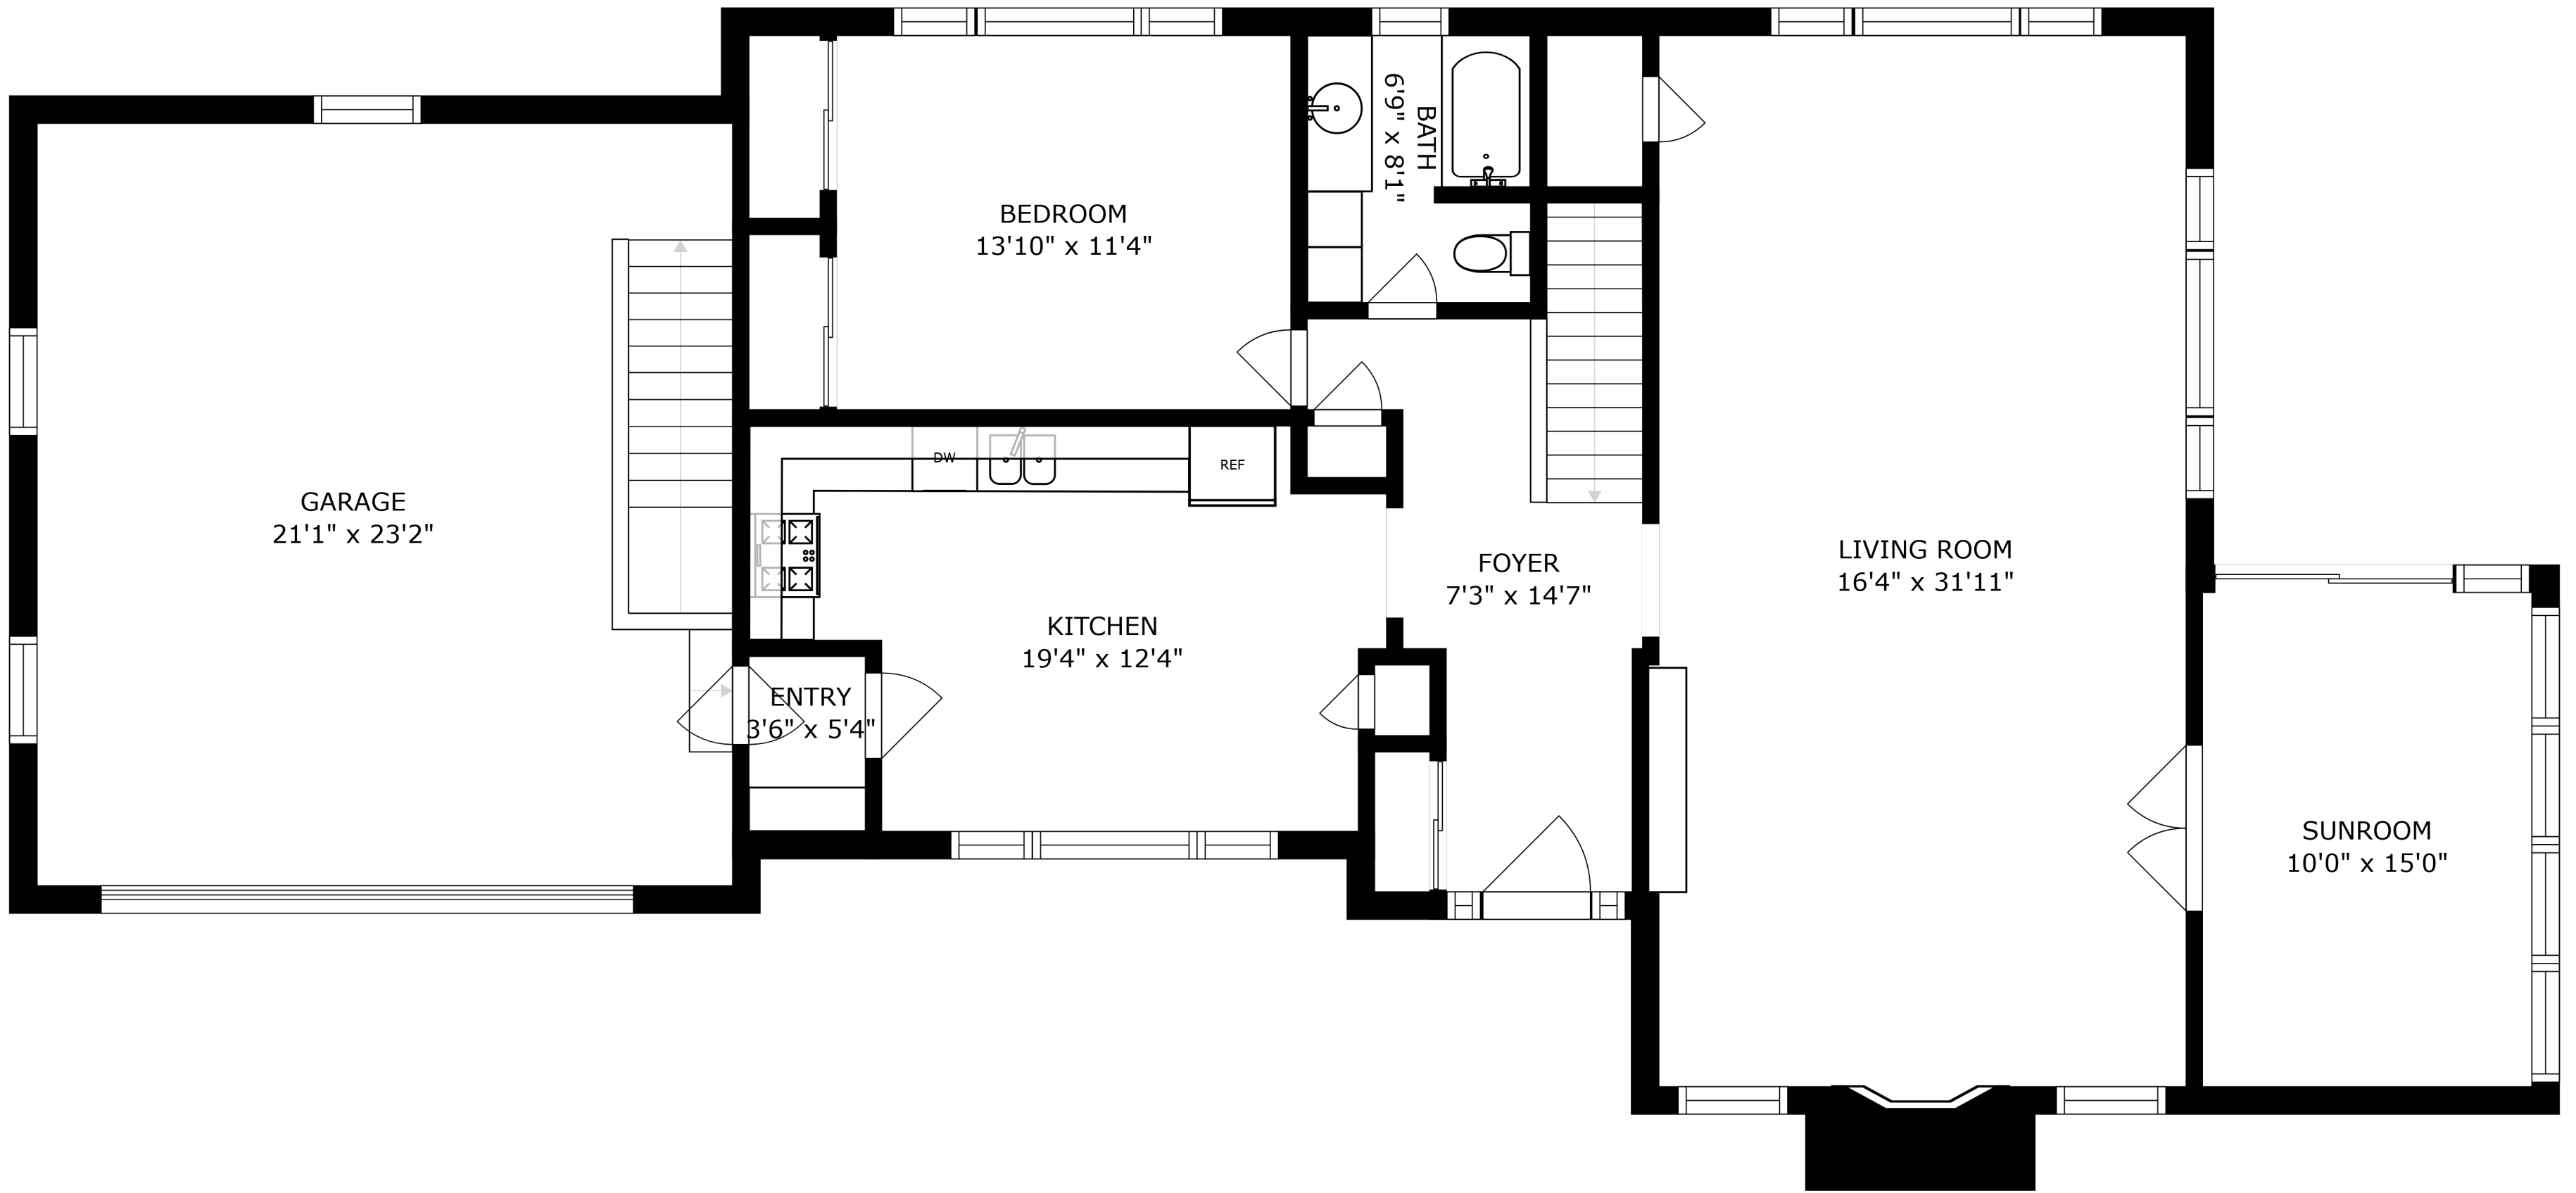 BATH
6'9" x 8'1"
BEDROOM
13'10" x 11'4"
DW
REF
GARAGE
21'1" x 23'2"
LIVING ROOM
16'4" x 31'11"
FOYER
7'3" x 14'7"
KITCHEN
19'4" x 12'4"
ENTRY
3'6" x 5'4"
SUNROOM
10'0" x 15'0"